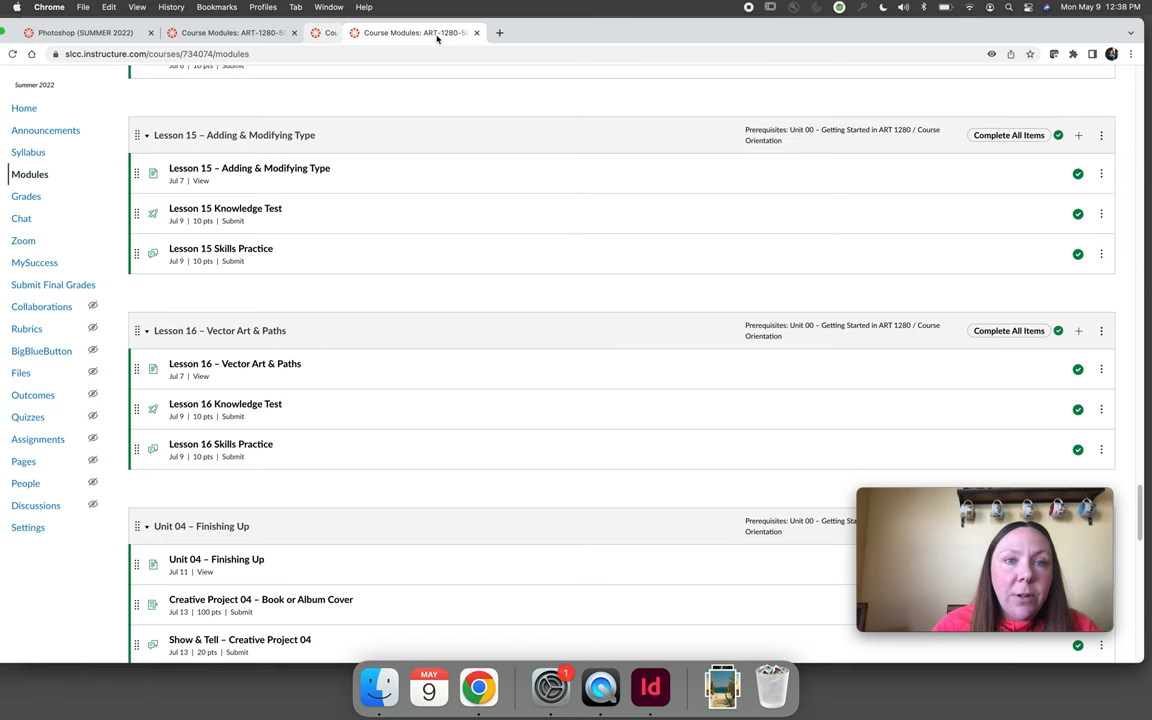 Chrome File Edit View History Bookmarks Profiles Tab Window Help Mon May 9 12:38 PM
Photoshop (SUMMER 2022) Course Modules: ART-1280-50 Cou Course Modules: ART-1280-50
slcc.instructure.com/courses/734074/modules
Summer 2022
Home
Announcements
Syllabus
Modules
Grades
Chat
Zoom
MySuccess
Submit Final Grades
Collaborations
Rubrics
BigBlueButton
Files
Outcomes
Quizzes
Assignments
Pages
People
Discussions
Settings
Jul 6 | 10 pts | Submit
Lesson 15 – Adding & Modifying Type
Prerequisites: Unit 00 – Getting Started in ART 1280 / Course
Orientation
Complete All Items
Lesson 15 – Adding & Modifying Type
Jul 7 | View
Lesson 15 Knowledge Test
Jul 9 | 10 pts | Submit
Lesson 15 Skills Practice
Jul 9 | 10 pts | Submit
Lesson 16 – Vector Art & Paths
Prerequisites: Unit 00 – Getting Started in ART 1280 / Course
Orientation
Complete All Items
Lesson 16 – Vector Art & Paths
Jul 7 | View
Lesson 16 Knowledge Test
Jul 9 | 10 pts | Submit
Lesson 16 Skills Practice
Jul 9 | 10 pts | Submit
Unit 04 – Finishing Up
Prerequisites: Unit 00 – Getting Sta
Orientation
Unit 04 – Finishing Up
Jul 11 | View
Creative Project 04 – Book or Album Cover
Jul 13 | 100 pts | Submit
Show & Tell – Creative Project 04
Jul 13 | 20 pts | Submit
MAY
9
1
Id